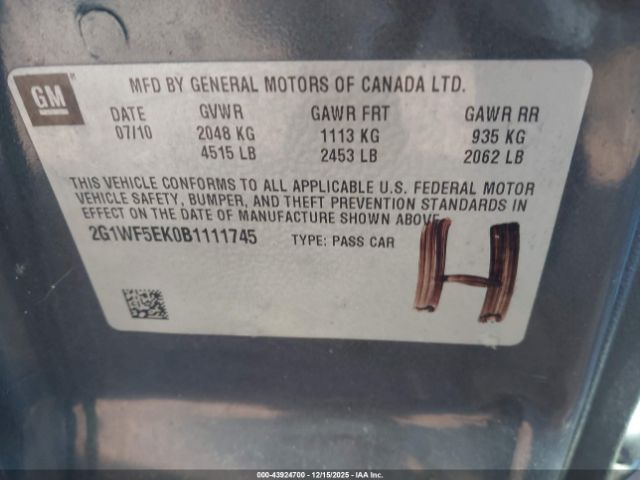 GM
MFD BY GENERAL MOTORS OF CANADA LTD.
DATE GVWR GAWR FRT GAWR RR
07/10 2048 KG 1113 KG 935 KG
4515 LB 2453 LB 2062 LB
THIS VEHICLE CONFORMS TO ALL APPLICABLE U.S. FEDERAL MOTOR
VEHICLE SAFETY, BUMPER, AND THEFT PREVENTION STANDARDS IN
EFFECT ON THE DATE OF MANUFACTURE SHOWN ABOVE.
2G1WF5EK0B1111745 TYPE: PASS CAR
H
000-43924700 - 12/15/2025 - IAAI.COM